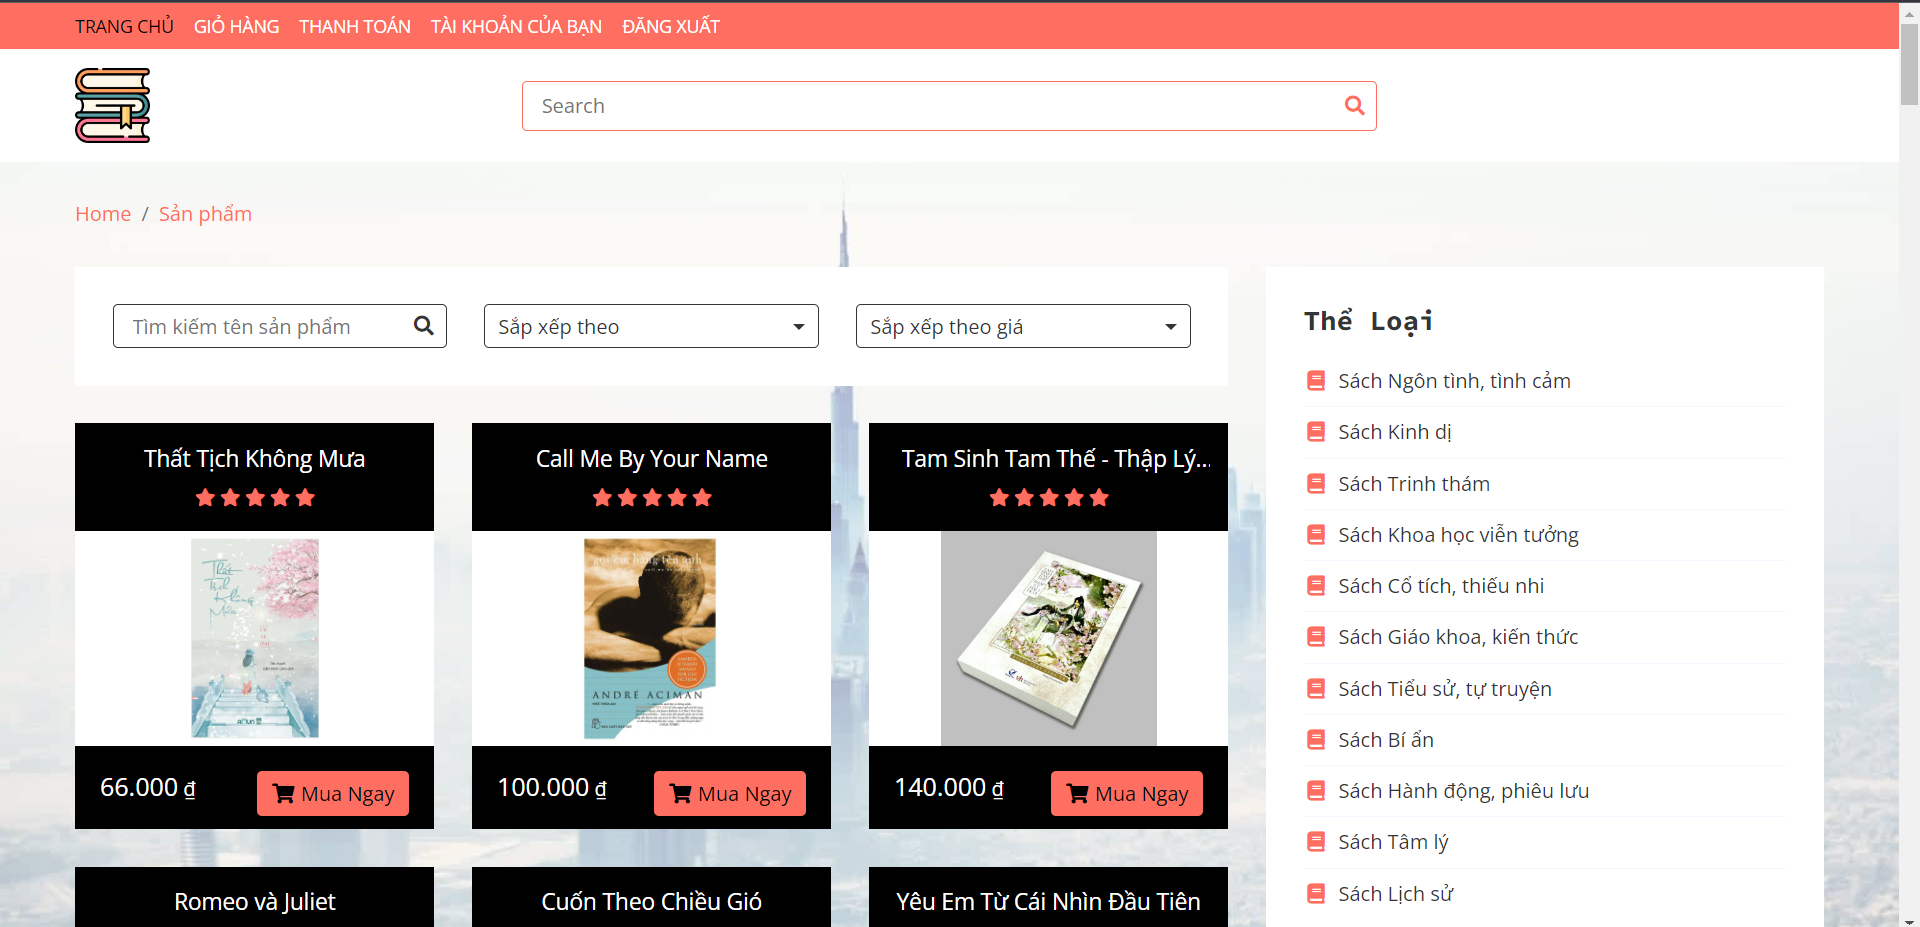 TRANG CHỦ GIỎ HÀNG THANH TOÁN TÀI KHOẢN CỦA BẠN ĐĂNG XUẤT
Search
Home / Sản phẩm
Tìm kiếm tên sản phẩm
Sắp xếp theo
Sắp xếp theo giá
Thất Tịch Không Mưa
Call Me By Your Name
Tam Sinh Tam Thế - Thập Lý...
Thất
Tịch
Không
Mưa
ANDRÉ ACIMAN
66.000 ₫
Mua Ngay
100.000 ₫
Mua Ngay
140.000 ₫
Mua Ngay
Romeo và Juliet
Cuốn Theo Chiều Gió
Yêu Em Từ Cái Nhìn Đầu Tiên
Thể Loại
Sách Ngôn tình, tình cảm
Sách Kinh dị
Sách Trinh thám
Sách Khoa học viễn tưởng
Sách Cổ tích, thiếu nhi
Sách Giáo khoa, kiến thức
Sách Tiểu sử, tự truyện
Sách Bí ẩn
Sách Hành động, phiêu lưu
Sách Tâm lý
Sách Lịch sử